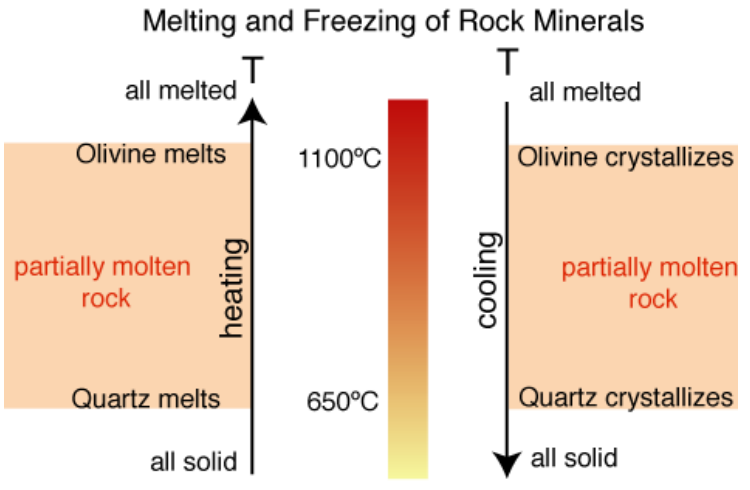 Melting and Freezing of Rock Minerals
T
all melted
Olivine melts
partially molten
rock
heating
Quartz melts
all solid
1100ºC
650ºC
T
all melted
Olivine crystallizes
partially molten
rock
cooling
Quartz crystallizes
all solid